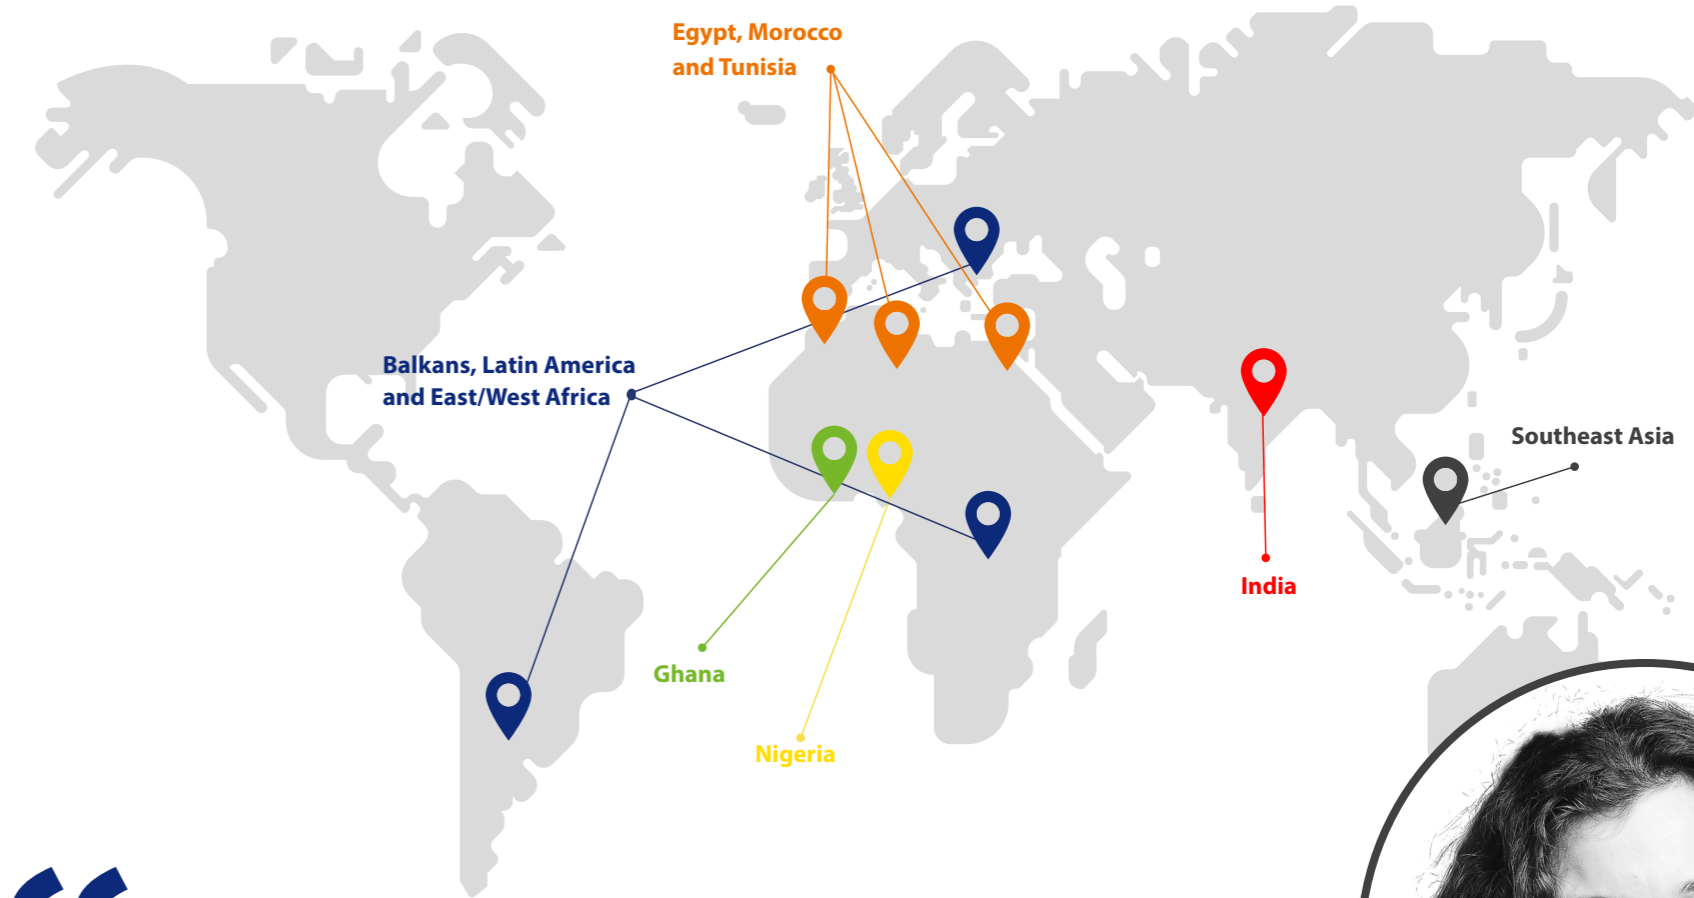 Egypt, Morocco
and Tunisia
Balkans, Latin America
and East/West Africa
Southeast Asia
India
Ghana
Nigeria